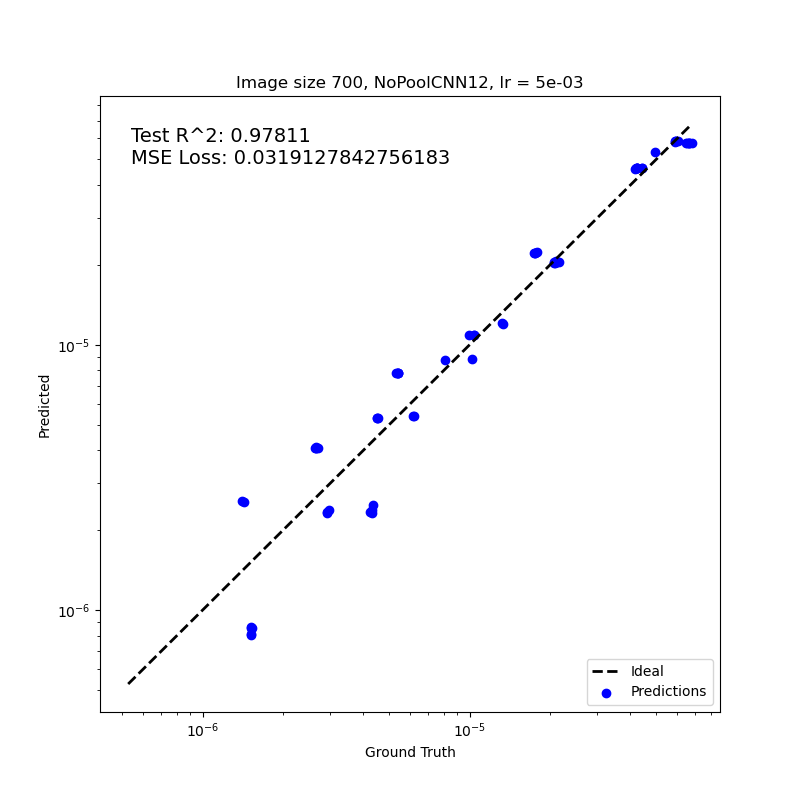 Image size 700, NoPoolCNN12, lr = 5e-03
Test R^2: 0.97811
MSE Loss: 0.0319127842756183
Predicted
10⁻⁵
10⁻⁶
Ideal
Predictions
10⁻⁶
10⁻⁵
Ground Truth